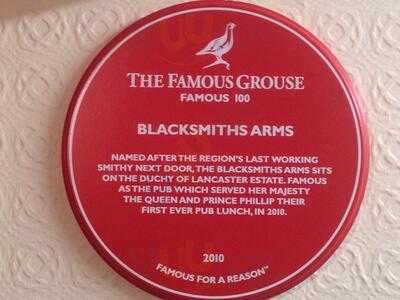 THE FAMOUS GROUSE
FAMOUS 100
BLACKSMITHS ARMS
NAMED AFTER THE REGION'S LAST WORKING
SMITHY NEXT DOOR, THE BLACKSMITHS ARMS SITS
ON THE DUCHY OF LANCASTER ESTATE. FAMOUS
AS THE PUB WHICH SERVED HER MAJESTY
THE QUEEN AND PRINCE PHILLIP THEIR
FIRST EVER PUB LUNCH, IN 2010.
2010
FAMOUS FOR A REASON™